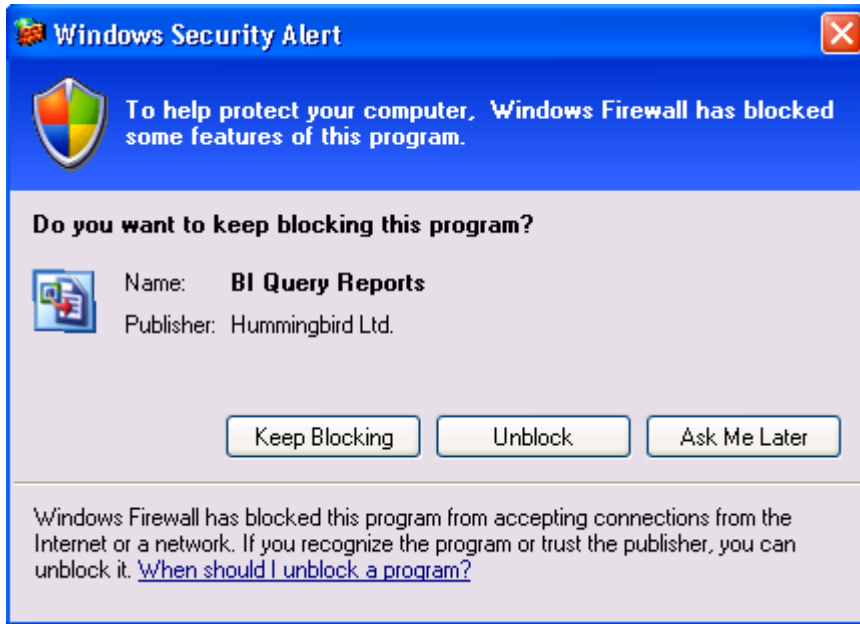 Windows Security Alert
To help protect your computer, Windows Firewall has blocked
some features of this program.
Do you want to keep blocking this program?
Name: BI Query Reports
Publisher: Hummingbird Ltd.
Keep Blocking Unblock Ask Me Later
Windows Firewall has blocked this program from accepting connections from the
Internet or a network. If you recognize the program or trust the publisher, you can
unblock it. When should I unblock a program?